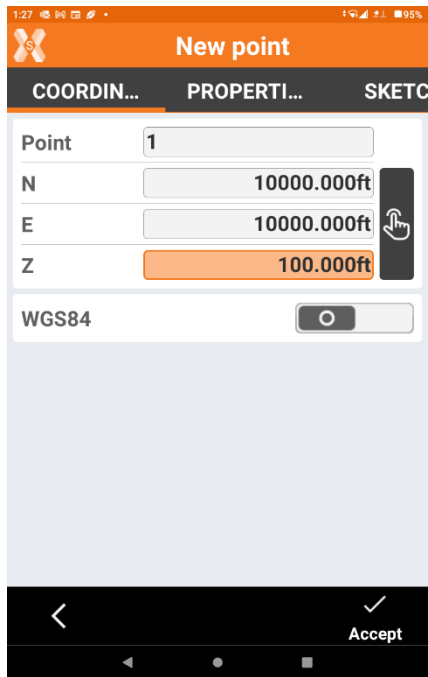 1:27 95%
S
New point
COORDIN... PROPERTI... SKETC
Point 1
N 10000.000ft
E 10000.000ft
Z 100.000ft
WGS84
Accept